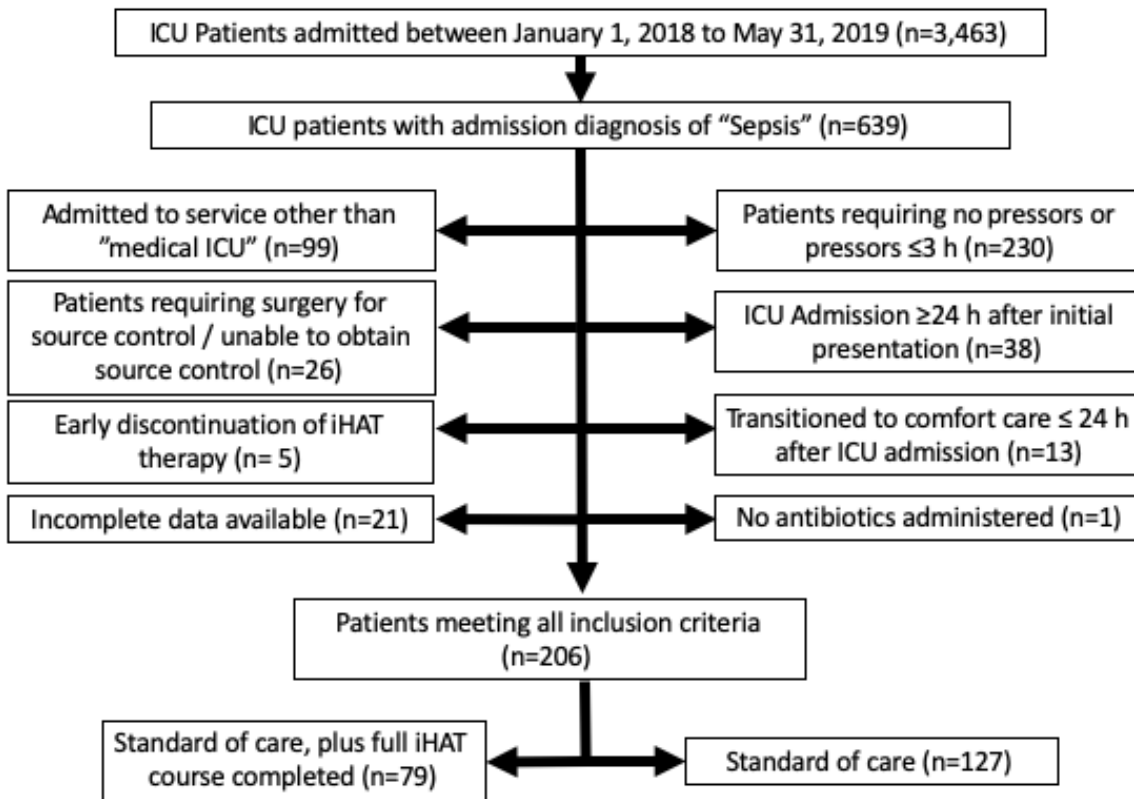 ICU Patients admitted between January 1, 2018 to May 31, 2019 (n=3,463)
ICU patients with admission diagnosis of “Sepsis” (n=639)
Admitted to service other than
”medical ICU” (n=99)
Patients requiring no pressors or
pressors ≤3 h (n=230)
Patients requiring surgery for
source control / unable to obtain
source control (n=26)
ICU Admission ≥24 h after initial
presentation (n=38)
Early discontinuation of iHAT
therapy (n= 5)
Transitioned to comfort care ≤ 24 h
after ICU admission (n=13)
Incomplete data available (n=21)
No antibiotics administered (n=1)
Patients meeting all inclusion criteria
(n=206)
Standard of care, plus full iHAT
course completed (n=79)
Standard of care (n=127)